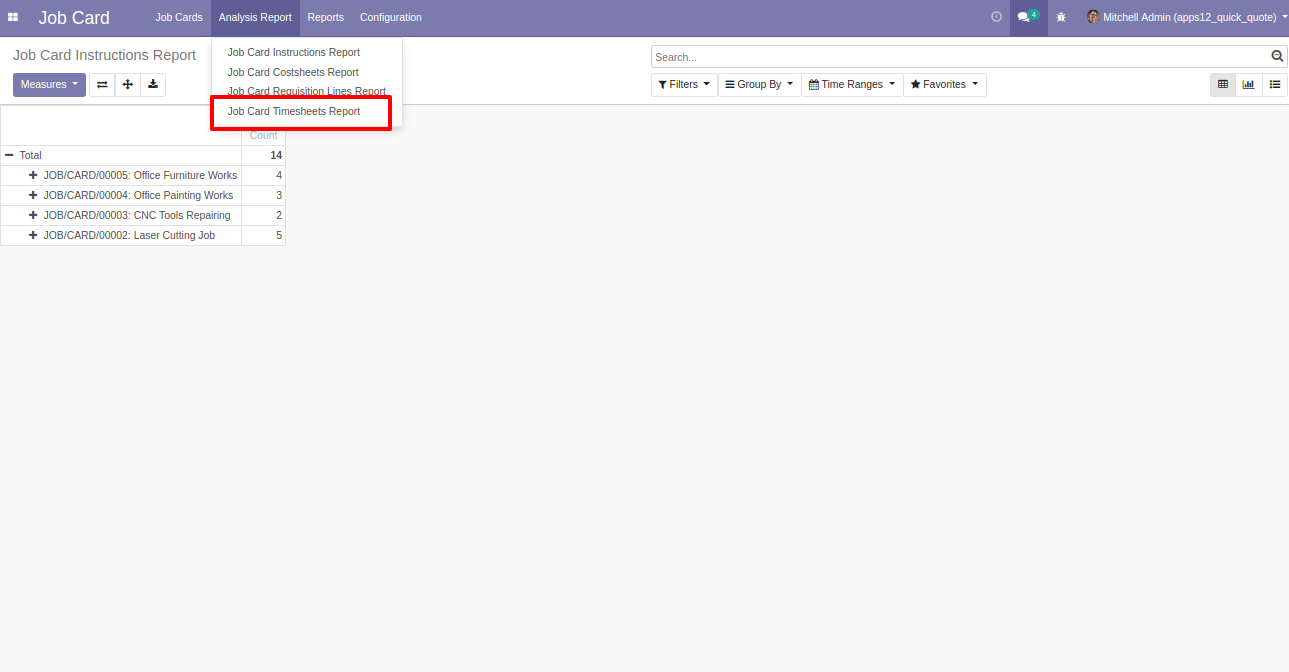 Job Card Job Cards Analysis Report Reports Configuration 4 Mitchell Admin (apps12_quick_quote)
Job Card Instructions Report
Search...
Measures
Filters Group By Time Ranges Favorites
Job Card Instructions Report
Job Card Costsheets Report
Job Card Requisition Lines Report
Job Card Timesheets Report
Count
Total 14
JOB/CARD/00005: Office Furniture Works 4
JOB/CARD/00004: Office Painting Works 3
JOB/CARD/00003: CNC Tools Repairing 2
JOB/CARD/00002: Laser Cutting Job 5